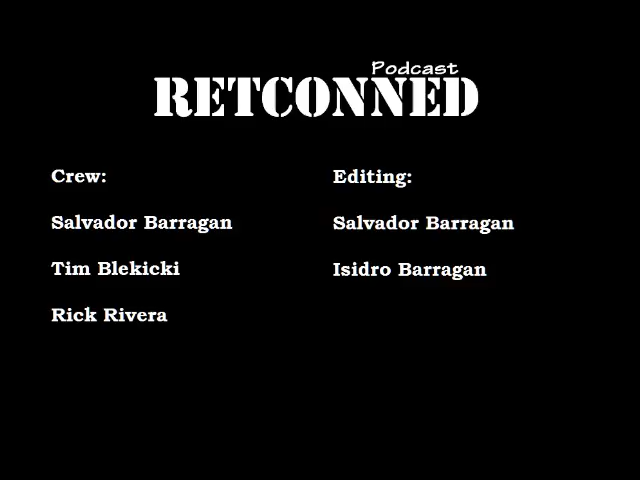 Podcast
RETCONNED
Crew:
Salvador Barragan
Tim Blekicki
Rick Rivera
Editing:
Salvador Barragan
Isidro Barragan